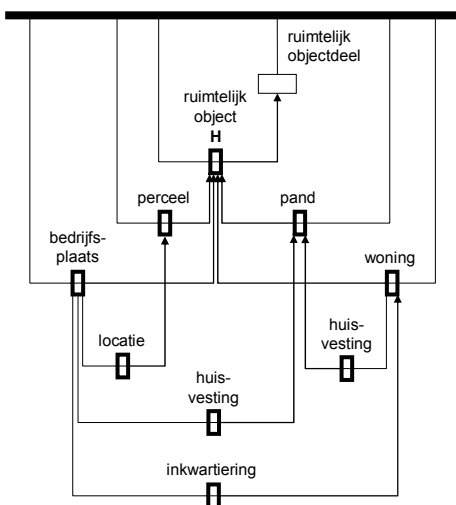 ruimtelijk
objectdeel
ruimtelijk
object
H
perceel
pand
bedrijfs-
plaats
woning
locatie
huis-
vesting
huis-
vesting
inkwartiering